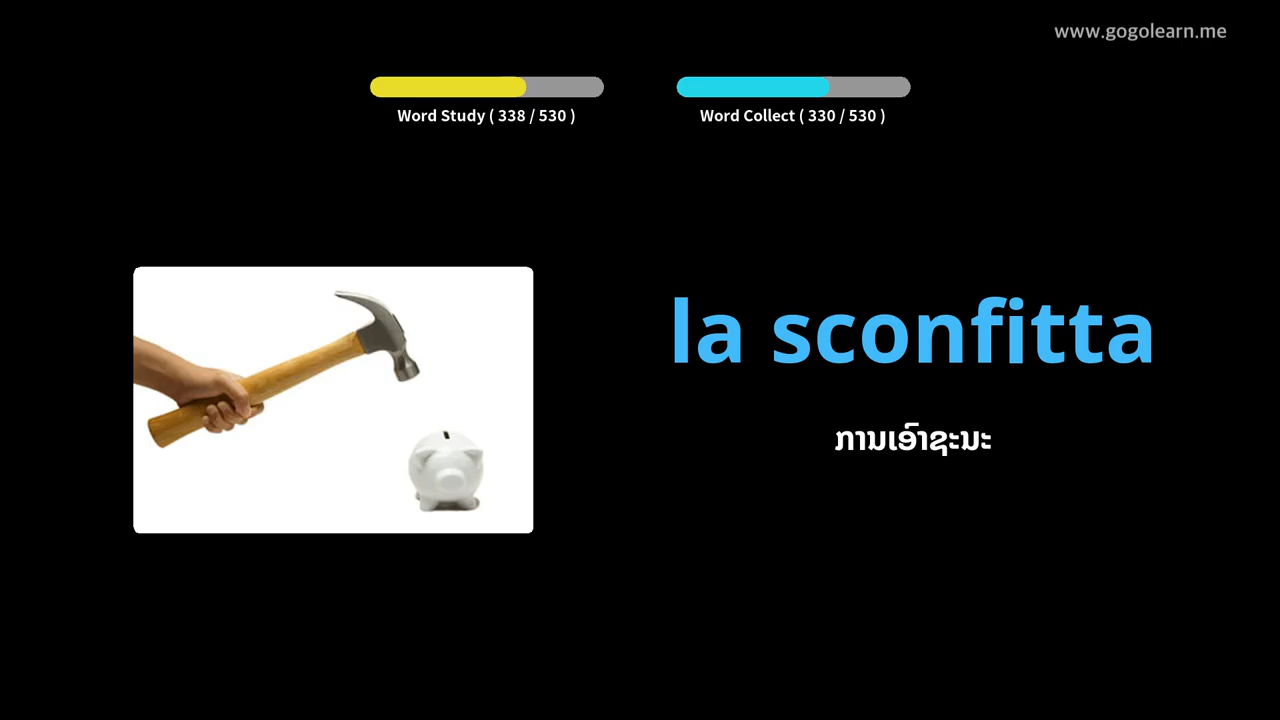 www.gogolearn.me
Word Study ( 338 / 530 )
Word Collect ( 330 / 530 )
la sconfitta
ການເອົາຊະນະ